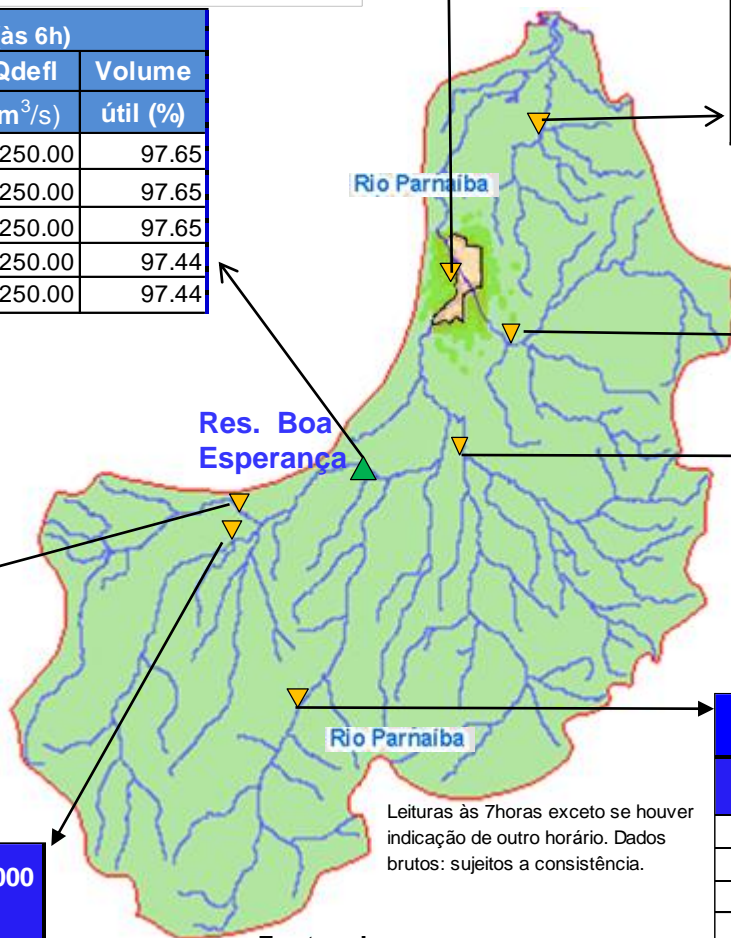 às 6h)
Qdefl Volume
m³/s) útil (%)
250.00 97.65
250.00 97.65
250.00 97.65
250.00 97.44
250.00 97.44
Rio Parnaíba
Res. Boa
Esperança
Rio Parnaíba
Leituras às 7horas exceto se houver
indicação de outro horário. Dados
brutos: sujeitos a consistência.
000